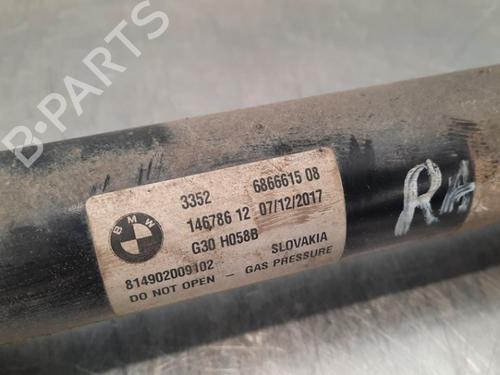 B-PARTS
BMW
3352 6866615 08
146786 12 07/12/2017
G30 H058B SLOVAKIA
814902009102
DO NOT OPEN - GAS PRESSURE
RA